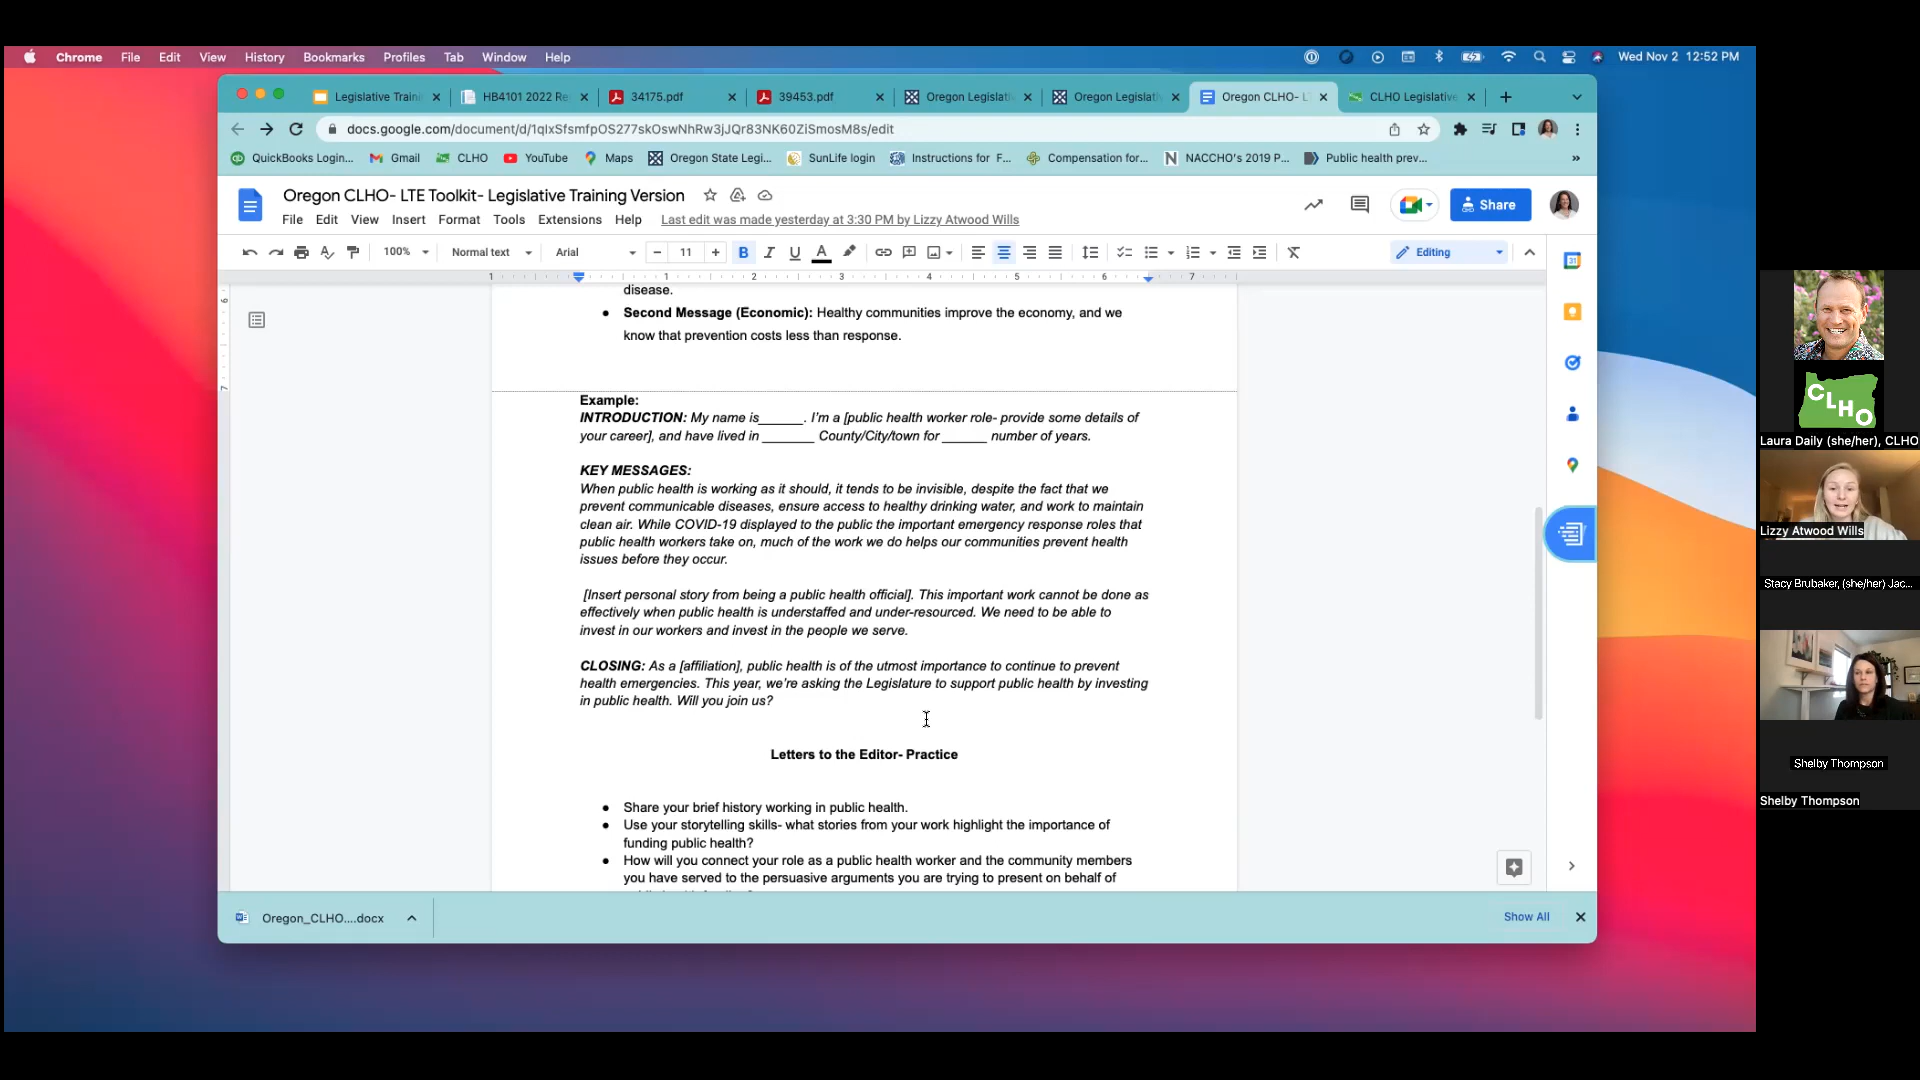 Chrome File Edit View History Bookmarks Profiles Tab Window Help Wed Nov 2 12:52 PM
Legislative Traini HB4101 2022 Re 34175.pdf 39453.pdf Oregon Legislati Oregon Legislati Oregon CLHO- L CLHO Legislative
docs.google.com/document/d/1qIxSfsmfpOS277skOswNhRw3jJQr83NK60ZiSmosM8s/edit
QuickBooks Login... Gmail CLHO YouTube Maps Oregon State Legi... SunLife login Instructions for F... Compensation for... NACCHO's 2019 P... Public health prev... »
Oregon CLHO- LTE Toolkit- Legislative Training Version
File Edit View Insert Format Tools Extensions Help Last edit was made yesterday at 3:30 PM by Lizzy Atwood Wills
Share
100% Normal text Arial 11 Editing
1 1 2 3 4 5 6 7
disease.
● Second Message (Economic): Healthy communities improve the economy, and we
know that prevention costs less than response.
Example:
INTRODUCTION: My name is______. I'm a [public health worker role- provide some details of
your career], and have lived in _______ County/City/town for ______ number of years.
KEY MESSAGES:
When public health is working as it should, it tends to be invisible, despite the fact that we
prevent communicable diseases, ensure access to healthy drinking water, and work to maintain
clean air. While COVID-19 displayed to the public the important emergency response roles that
public health workers take on, much of the work we do helps our communities prevent health
issues before they occur.
[Insert personal story from being a public health official]. This important work cannot be done as
effectively when public health is understaffed and under-resourced. We need to be able to
invest in our workers and invest in the people we serve.
CLOSING: As a [affiliation], public health is of the utmost importance to continue to prevent
health emergencies. This year, we're asking the Legislature to support public health by investing
in public health. Will you join us?
Letters to the Editor- Practice
● Share your brief history working in public health.
● Use your storytelling skills- what stories from your work highlight the importance of
funding public health?
● How will you connect your role as a public health worker and the community members
you have served to the persuasive arguments you are trying to present on behalf of
Oregon_CLHO....docx Show All
CLHO
Laura Daily (she/her), CLHO
Lizzy Atwood Wills
Stacy Brubaker, (she/her) Jac...
Shelby Thompson
Shelby Thompson